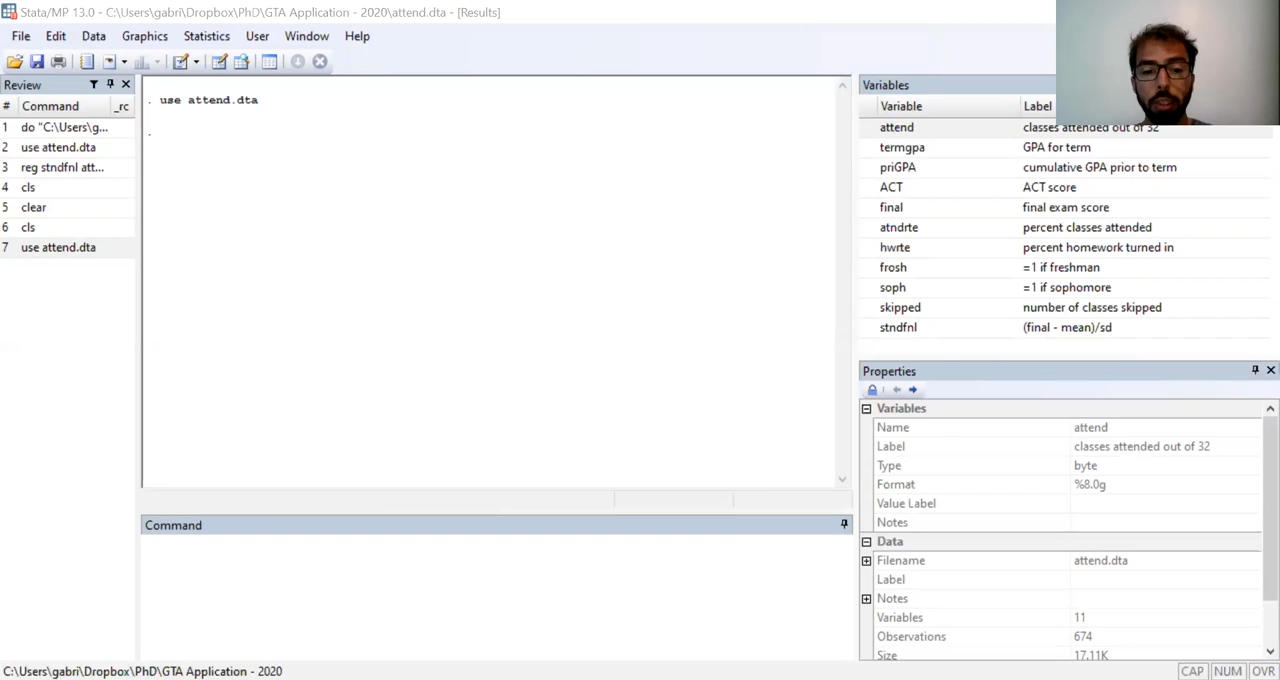 Stata/MP 13.0 - C:\Users\gabri\Dropbox\PhD\GTA Application - 2020\attend.dta - [Results]
File Edit Data Graphics Statistics User Window Help
Review
# Command _rc
1 do "C:\Users\g...
2 use attend.dta
3 reg stndfnl att...
4 cls
5 clear
6 cls
7 use attend.dta
. use attend.dta
.
Command
Variables
Variable Label
attend classes attended out of 32
termgpa GPA for term
priGPA cumulative GPA prior to term
ACT ACT score
final final exam score
atndrte percent classes attended
hwrte percent homework turned in
frosh =1 if freshman
soph =1 if sophomore
skipped number of classes skipped
stndfnl (final - mean)/sd
Properties
Variables
Name attend
Label classes attended out of 32
Type byte
Format %8.0g
Value Label
Notes
Data
Filename attend.dta
Label
Notes
Variables 11
Observations 674
Size 17.11K
C:\Users\gabri\Dropbox\PhD\GTA Application - 2020
CAP NUM OVR